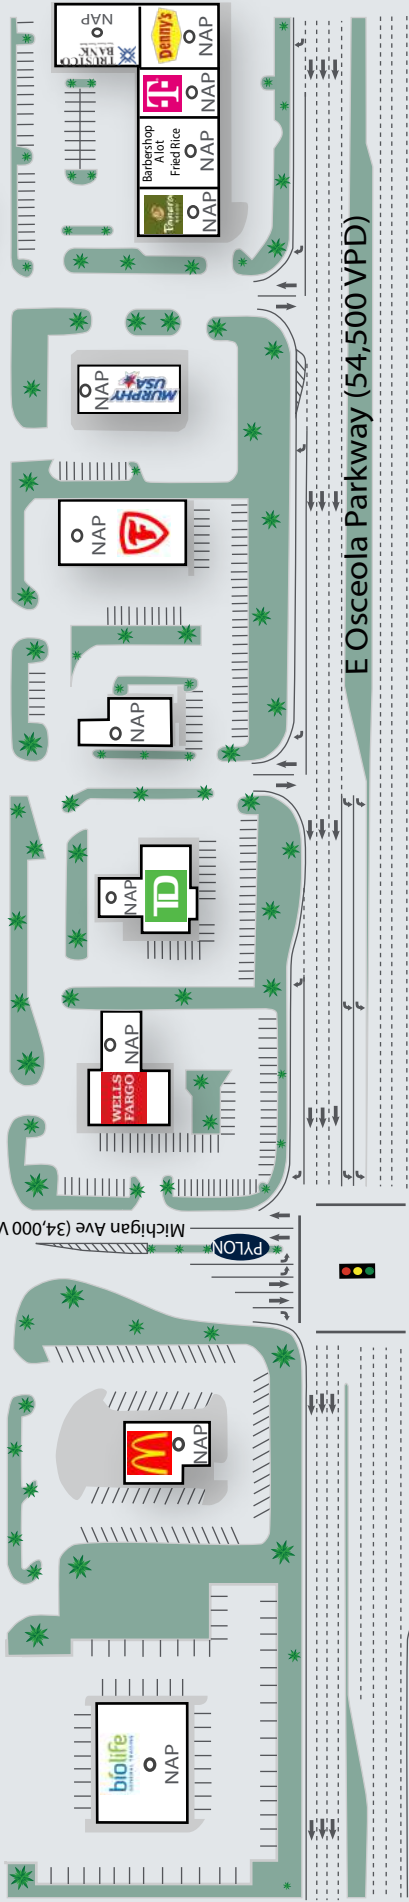 NAP
TRUSTCO
BANK
Denny's
NAP
T
NAP
Barbershop
Alot
Fried Rice
NAP
Panera
BREAD
NAP
NAP
MURPHY
USA
NAP
F
NAP
E Osceola Parkway (54,500 VPD)
NAP
TD
NAP
WELLS
FARGO
Michigan Ave (34,000 V
PYLON
M
NAP
biolife
NAP